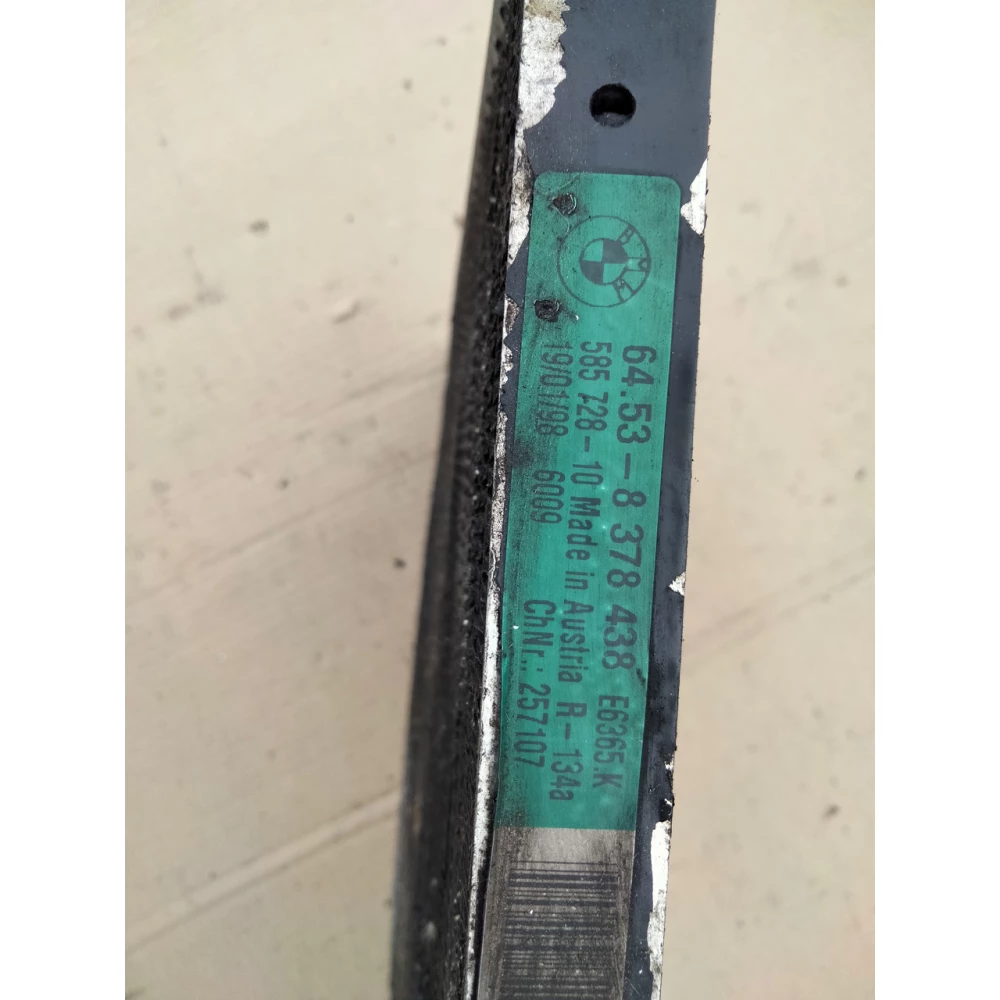 BMW
64.53-8 378 438 E6365.K
585 728-10 Made in Austria R-134a
19/01/98 6009 ChNr.: 257107